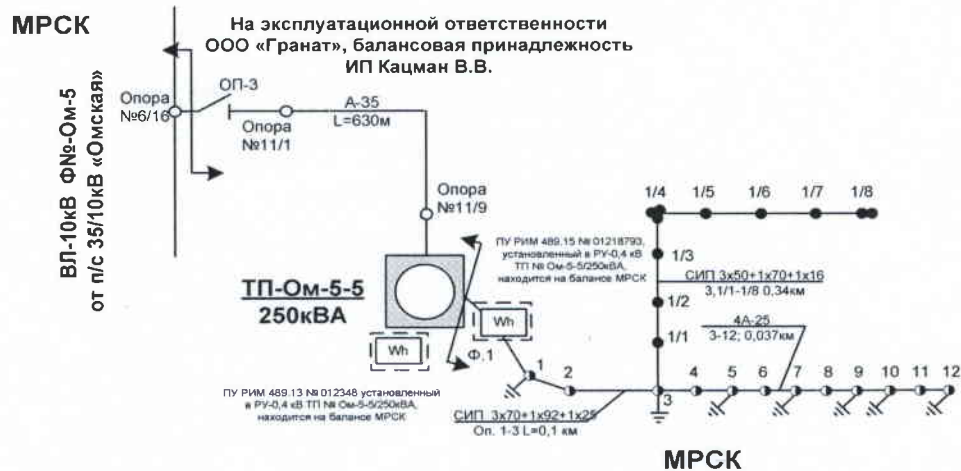 МРСК
На эксплуатационной ответственности
ООО «Гранат», балансовая принадлежность
ИП Кацман В.В.
ВЛ-10кВ Ф№-Ом-5
от п/с 35/10кВ «Омская»
Опора
№6/16
ОП-3
Опора
№11/1
А-35
L=630м
Опора
№11/9
ТП-Ом-5-5
250кВА
Wh
Wh
Ф.1
ПУ РИМ 489.15 № 01218793,
установленный в РУ-0,4 кВ
ТП № Ом-5-5/250кВА,
находится на балансе МРСК
ПУ РИМ 489.13 № 012348 установленный
в РУ-0,4 кВ ТП № Ом-5-5/250кВА,
находится на балансе МРСК
1/4 1/5 1/6 1/7 1/8
1/3
СИП 3х50+1х70+1х16
3,1/1-1/8 0,34км
1/2
1/1
4А-25
3-12; 0,037км
1 2 3 4 5 6 7 8 9 10 11 12
СИП 3х70+1х92+1х25
Оп. 1-3 L=0,1 км
МРСК